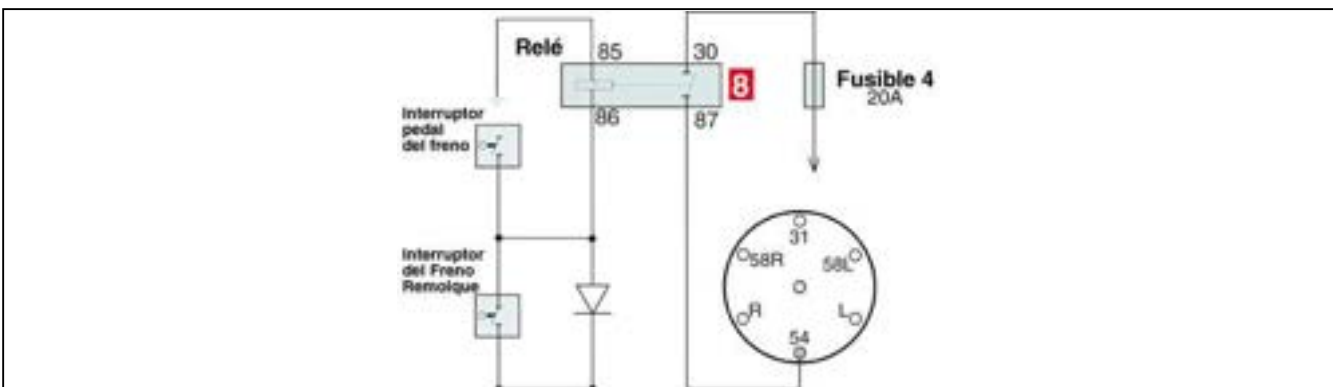 Relé
85
30
8
Fusible 4
20A
86
87
Interruptor
pedal
del freno
31
58R
58L
Interruptor
del Freno
Remolque
R
L
54